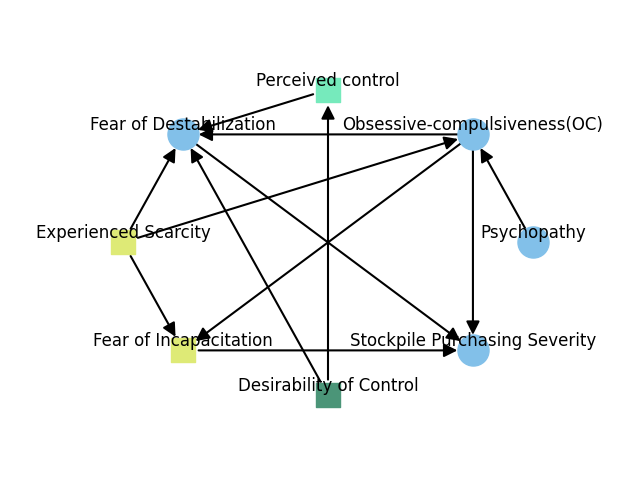 Perceived control
Fear of Destabilization
Obsessive-compulsiveness(OC)
Experienced Scarcity
Psychopathy
Fear of Incapacitation
Stockpile Purchasing Severity
Desirability of Control